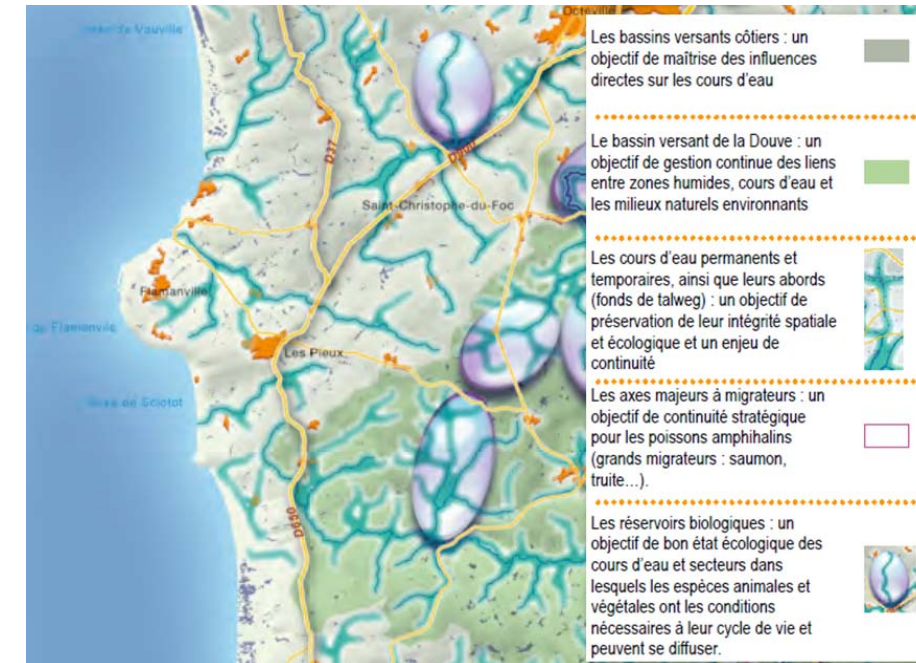 Octeville
Vauville
D37
D900
Saint-Christophe-du-Foc
Flamanville
de Flamanville
Les Pieux
de Sciotot
D650
Les bassins versants côtiers : un
objectif de maîtrise des influences
directes sur les cours d'eau
Le bassin versant de la Douve : un
objectif de gestion continue des liens
entre zones humides, cours d'eau et
les milieux naturels environnants
Les cours d'eau permanents et
temporaires, ainsi que leurs abords
(fonds de talweg) : un objectif de
préservation de leur intégrité spatiale
et écologique et un enjeu de
continuité
Les axes majeurs à migrateurs : un
objectif de continuité stratégique
pour les poissons amphihalins
(grands migrateurs : saumon,
truite…).
Les réservoirs biologiques : un
objectif de bon état écologique des
cours d'eau et secteurs dans
lesquels les espèces animales et
végétales ont les conditions
nécessaires à leur cycle de vie et
peuvent se diffuser.